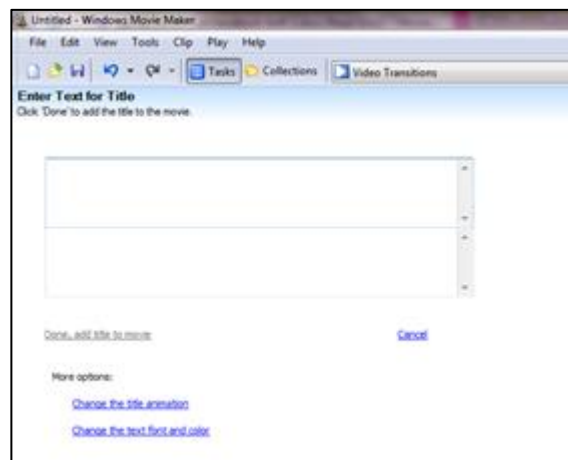 Untitled - Windows Movie Maker
File Edit View Tools Clip Play Help
Tasks Collections Video Transitions
Enter Text for Title
Click 'Done' to add the title to the movie.
Done, add title to movie Cancel
More options:
Change the title animation
Change the text font and color